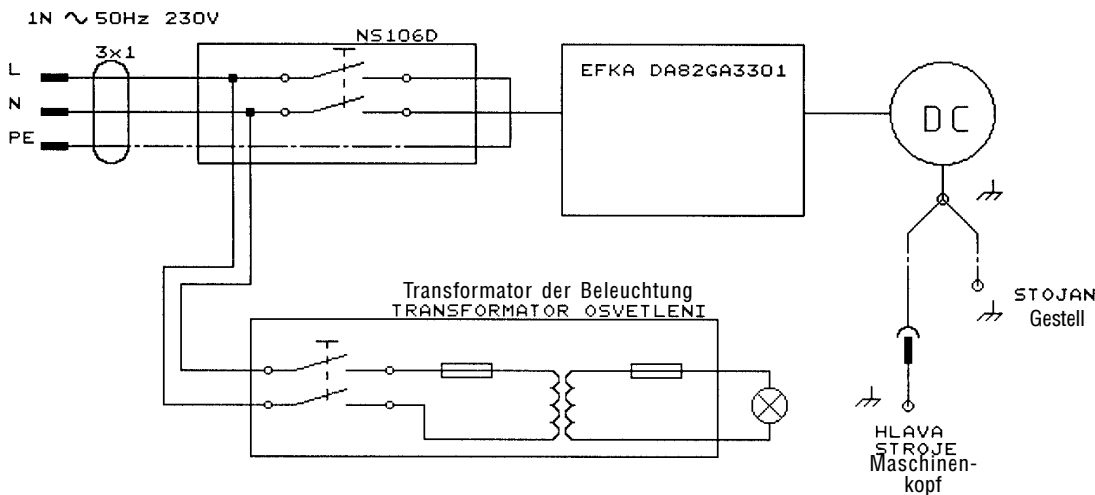 1N ~ 50Hz 230V
3x1
NS106D
L
N
PE
EFKA DA82GA3301
DC
Transformator der Beleuchtung
TRANSFORMATOR OSVETLENI
STOJAN
Gestell
HLAVA
STROJE
Maschinen-
kopf